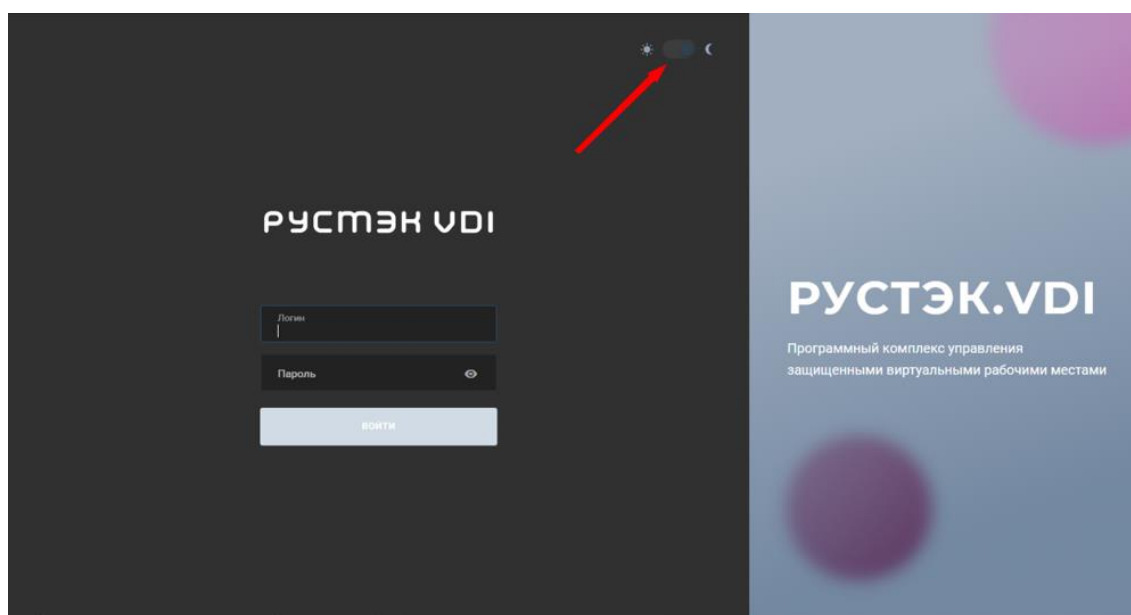 РУСТЭК VDI
Логин
Пароль
ВОЙТИ
РУСТЭК.VDI
Программный комплекс управления
защищенными виртуальными рабочими местами